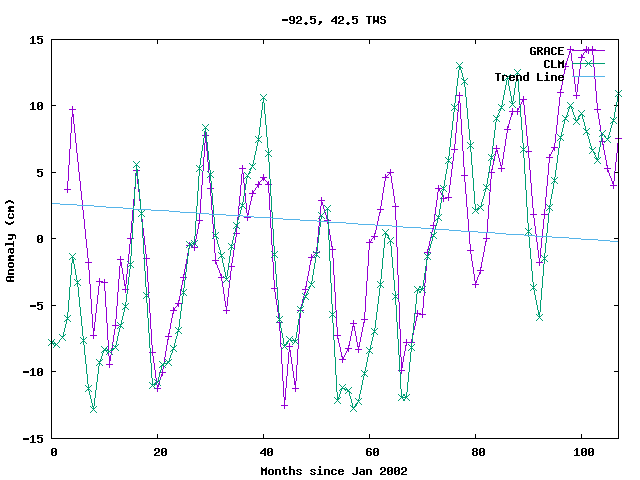 -92.5, 42.5 TWS
GRACE
CLM
Trend Line
15
10
5
0
-5
-10
-15
Anomaly (cm)
0 20 40 60 80 100
Months since Jan 2002